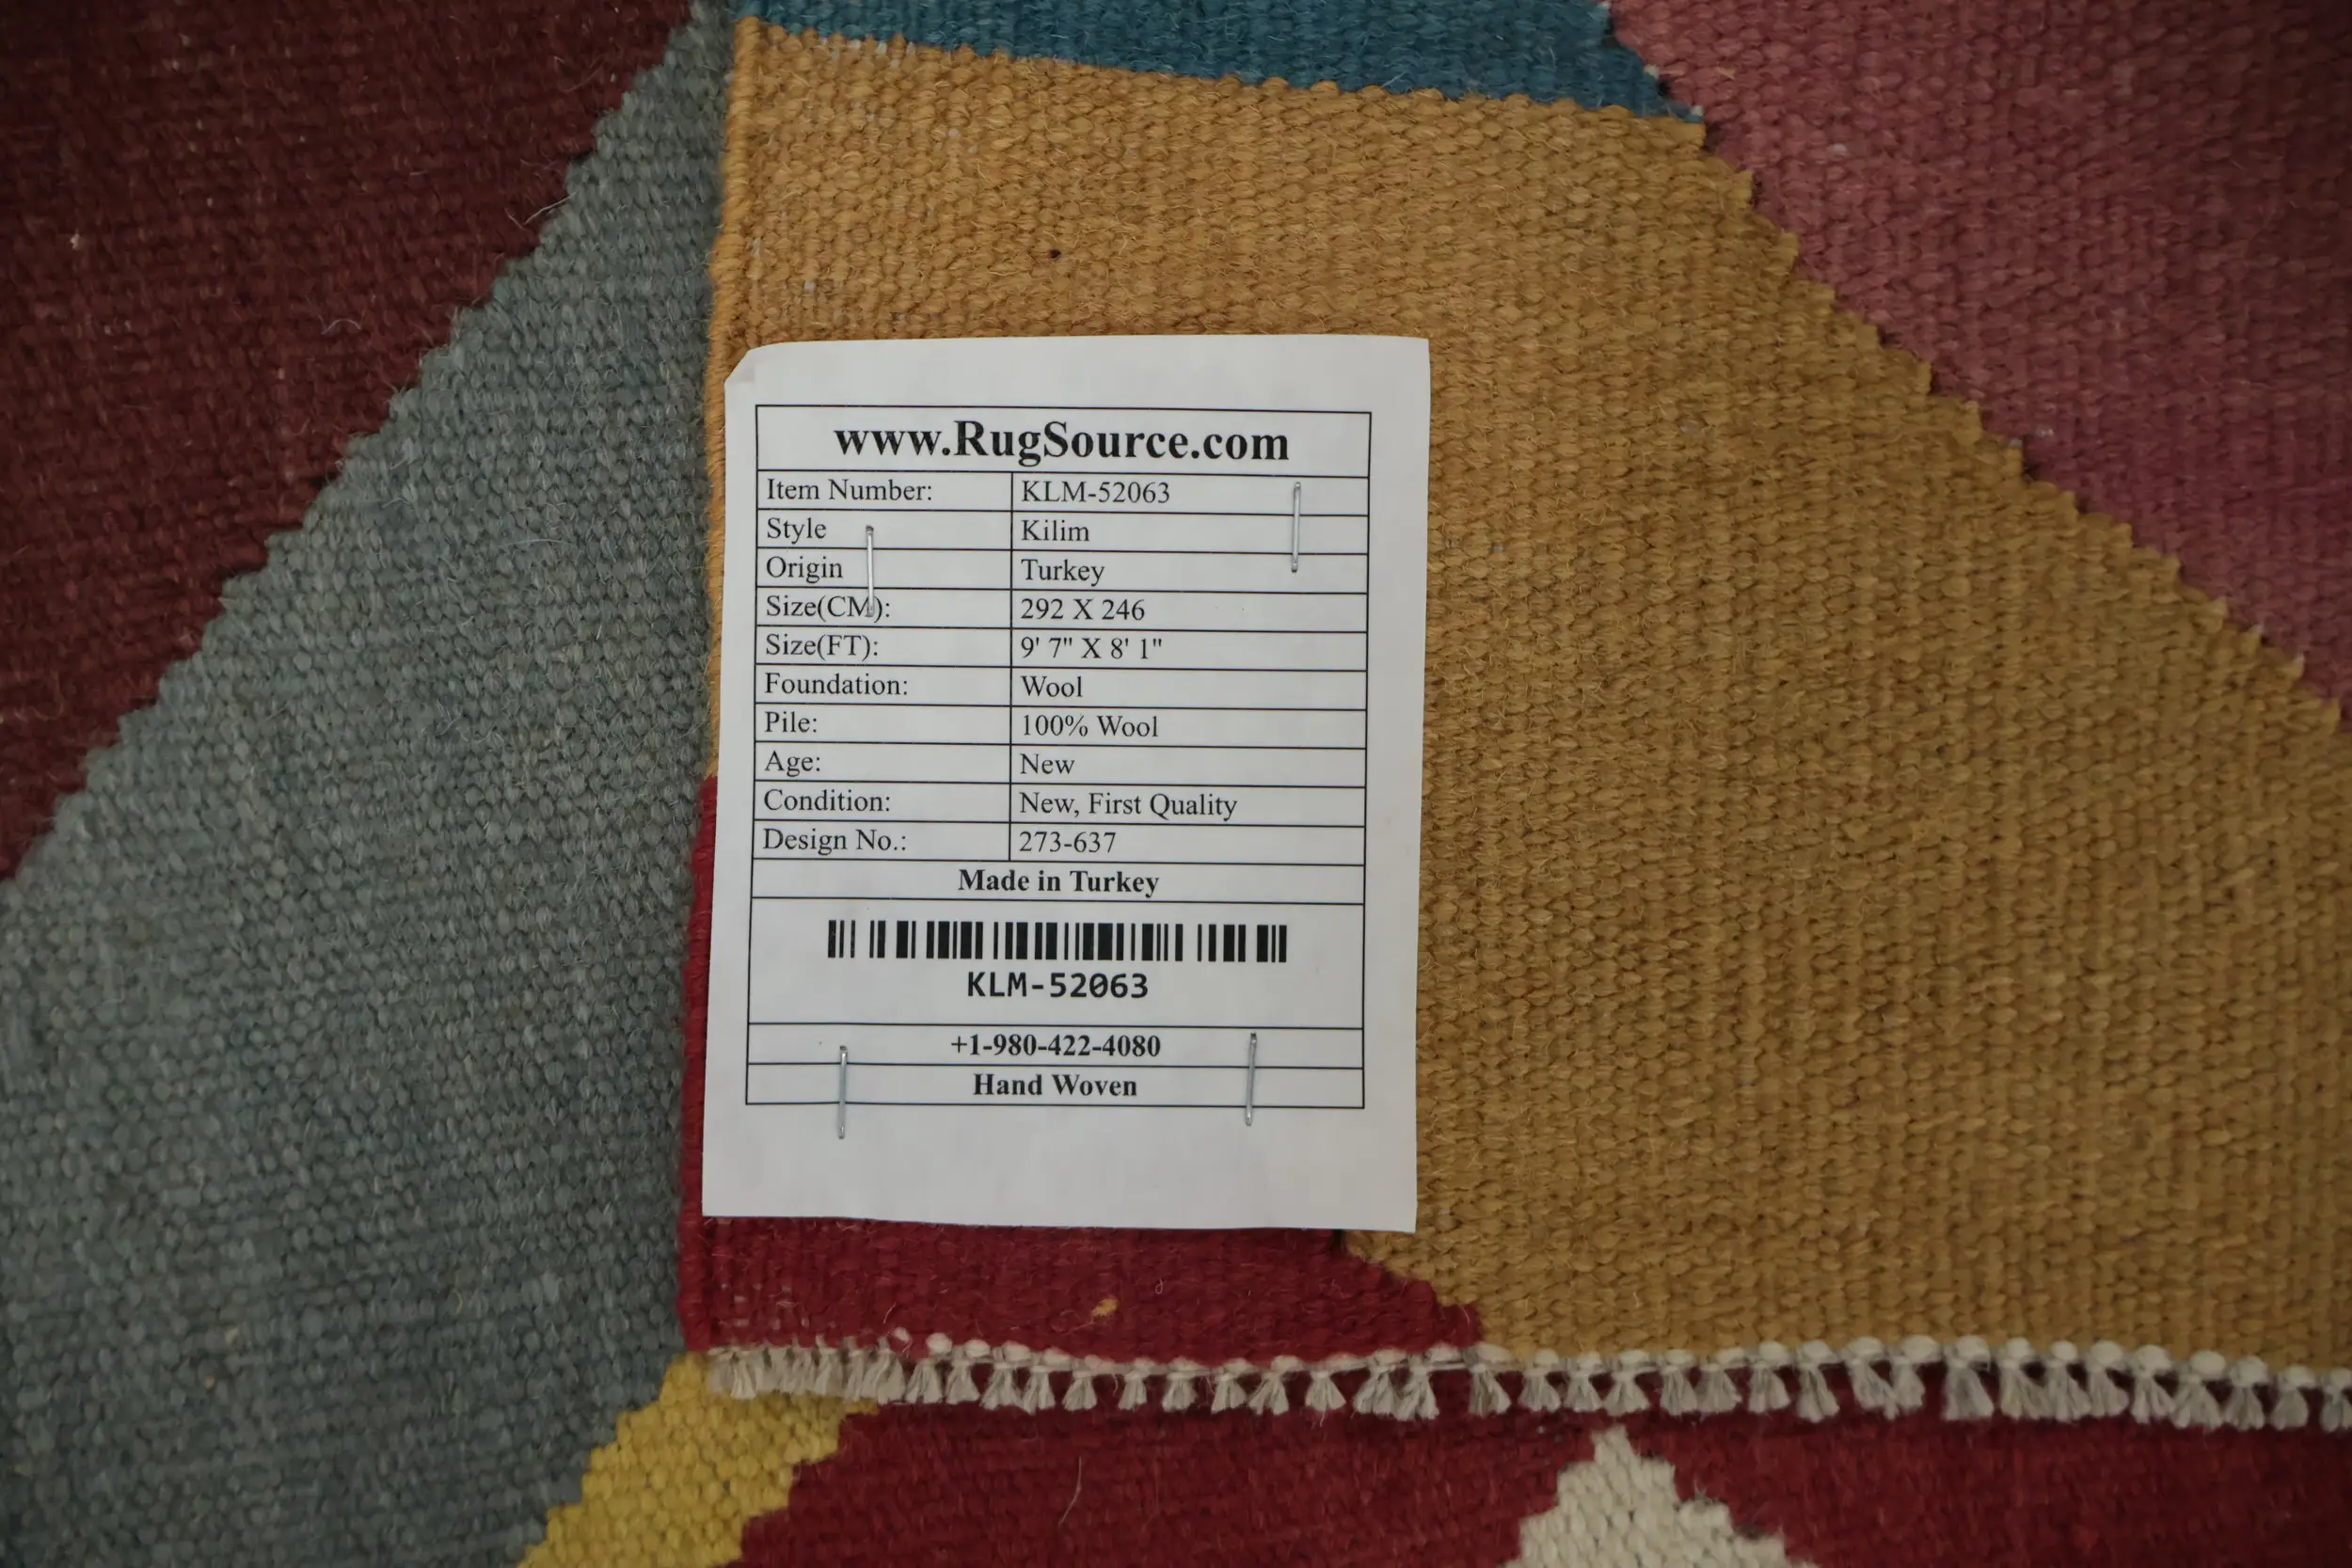 www.RugSource.com
Item Number: KLM-52063
Style Kilim
Origin Turkey
Size(CM): 292 X 246
Size(FT): 9' 7" X 8' 1"
Foundation: Wool
Pile: 100% Wool
Age: New
Condition: New, First Quality
Design No.: 273-637
Made in Turkey
KLM-52063
+1-980-422-4080
Hand Woven